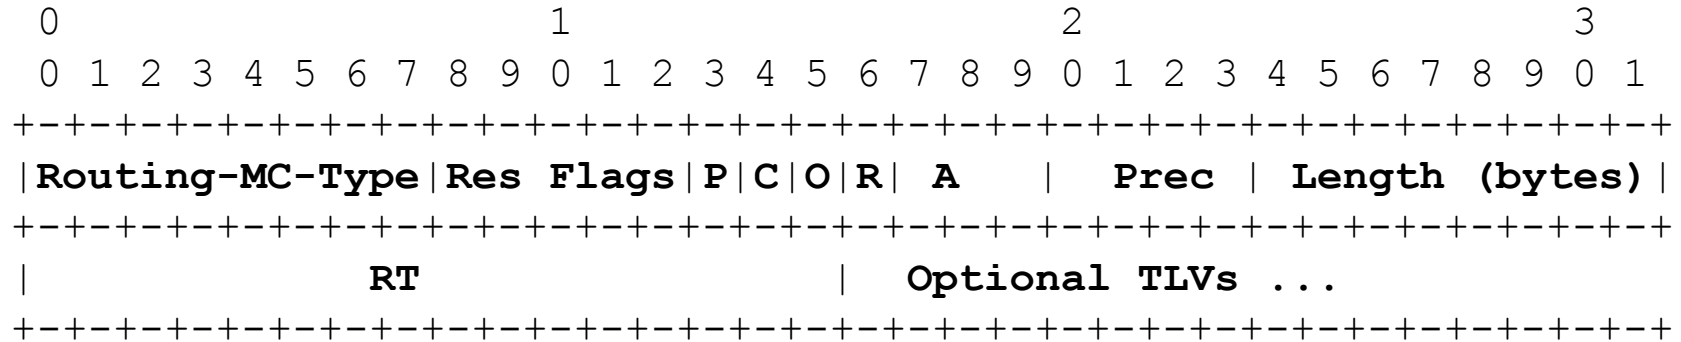 0                   1                   2                   3
 0 1 2 3 4 5 6 7 8 9 0 1 2 3 4 5 6 7 8 9 0 1 2 3 4 5 6 7 8 9 0 1
+-+-+-+-+-+-+-+-+-+-+-+-+-+-+-+-+-+-+-+-+-+-+-+-+-+-+-+-+-+-+-+-+
|Routing-MC-Type|Res Flags|P|C|O|R| A   |  Prec | Length (bytes)|
+-+-+-+-+-+-+-+-+-+-+-+-+-+-+-+-+-+-+-+-+-+-+-+-+-+-+-+-+-+-+-+-+
|             RT                |  Optional TLVs ...
+-+-+-+-+-+-+-+-+-+-+-+-+-+-+-+-+-+-+-+-+-+-+-+-+-+-+-+-+-+-+-+-+